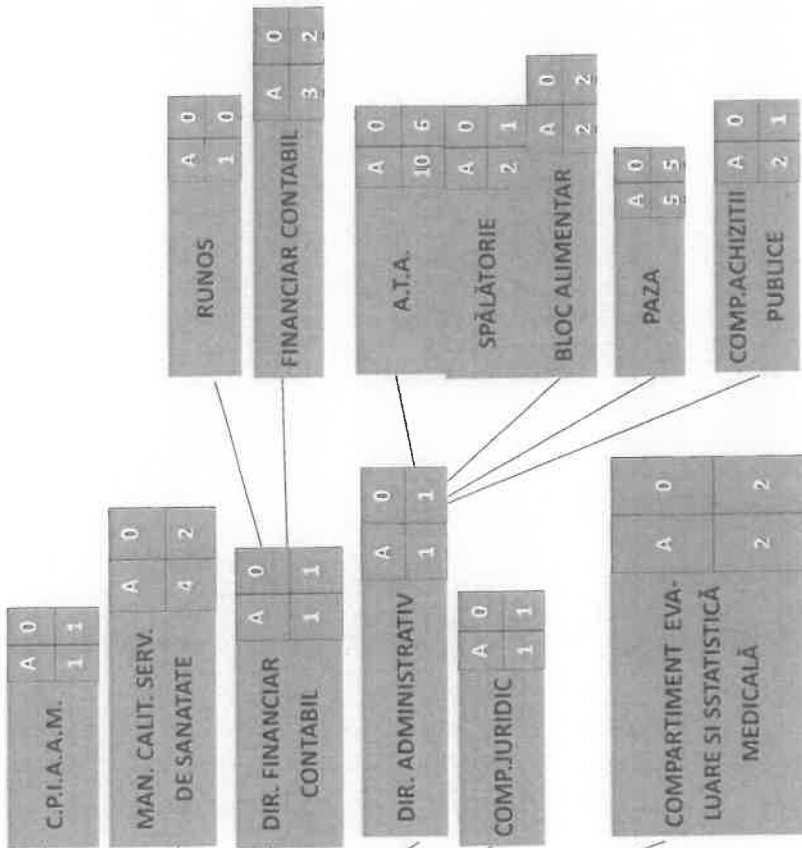 C.P.I.A.A.M.
A 0
1 1
MAN. CALIT. SERV.
DE SANATATE
A 0
4 2
DIR. FINANCIAR
CONTABIL
A 0
1 1
DIR. ADMINISTRATIV
A 0
1 1
COMP.JURIDIC
A 0
1 1
COMPARTIMENT EVA-
LUARE SI SSTATISTICĂ
MEDICALĂ
A 0
2 2
RUNOS
A 0
1 0
FINANCIAR CONTABIL
A 0
3 2
A.T.A.
A 0
10 6
SPĂLĂTORIE
A 0
2 1
BLOC ALIMENTAR
A 0
2 2
PAZA
A 0
5 5
COMP.ACHIZITII
PUBLICE
A 0
2 1